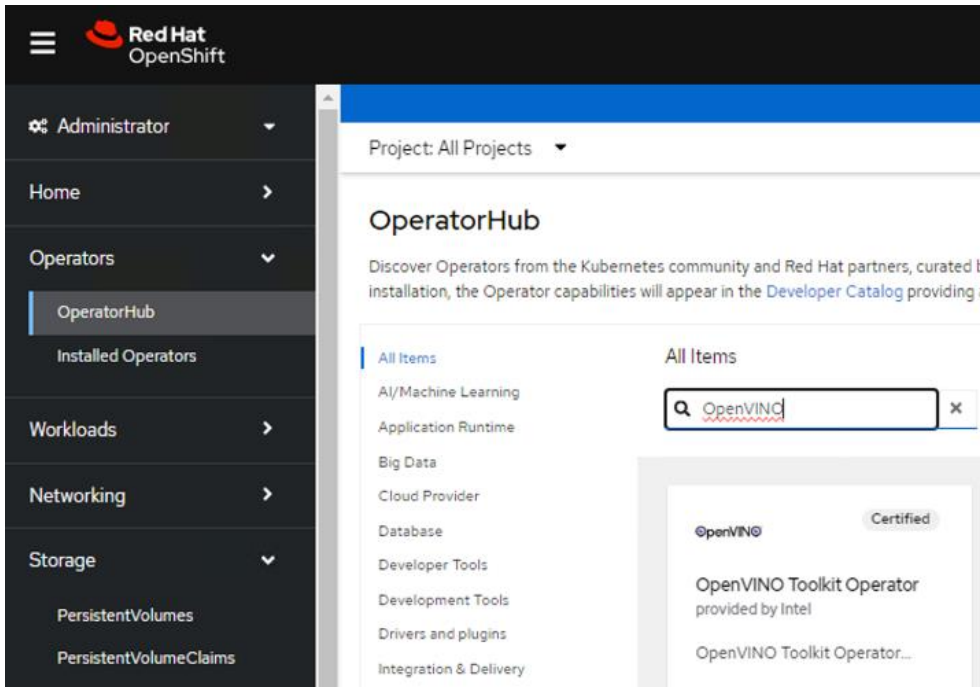 Red Hat
OpenShift
Administrator
Home
Operators
OperatorHub
Installed Operators
Workloads
Networking
Storage
PersistentVolumes
PersistentVolumeClaims
Project: All Projects
OperatorHub
Discover Operators from the Kubernetes community and Red Hat partners, curated
installation, the Operator capabilities will appear in the Developer Catalog providing
All Items
AI/Machine Learning
Application Runtime
Big Data
Cloud Provider
Database
Developer Tools
Development Tools
Drivers and plugins
Integration & Delivery
All Items
OpenVINO
OpenVINO
Certified
OpenVINO Toolkit Operator
provided by Intel
OpenVINO Toolkit Operator...